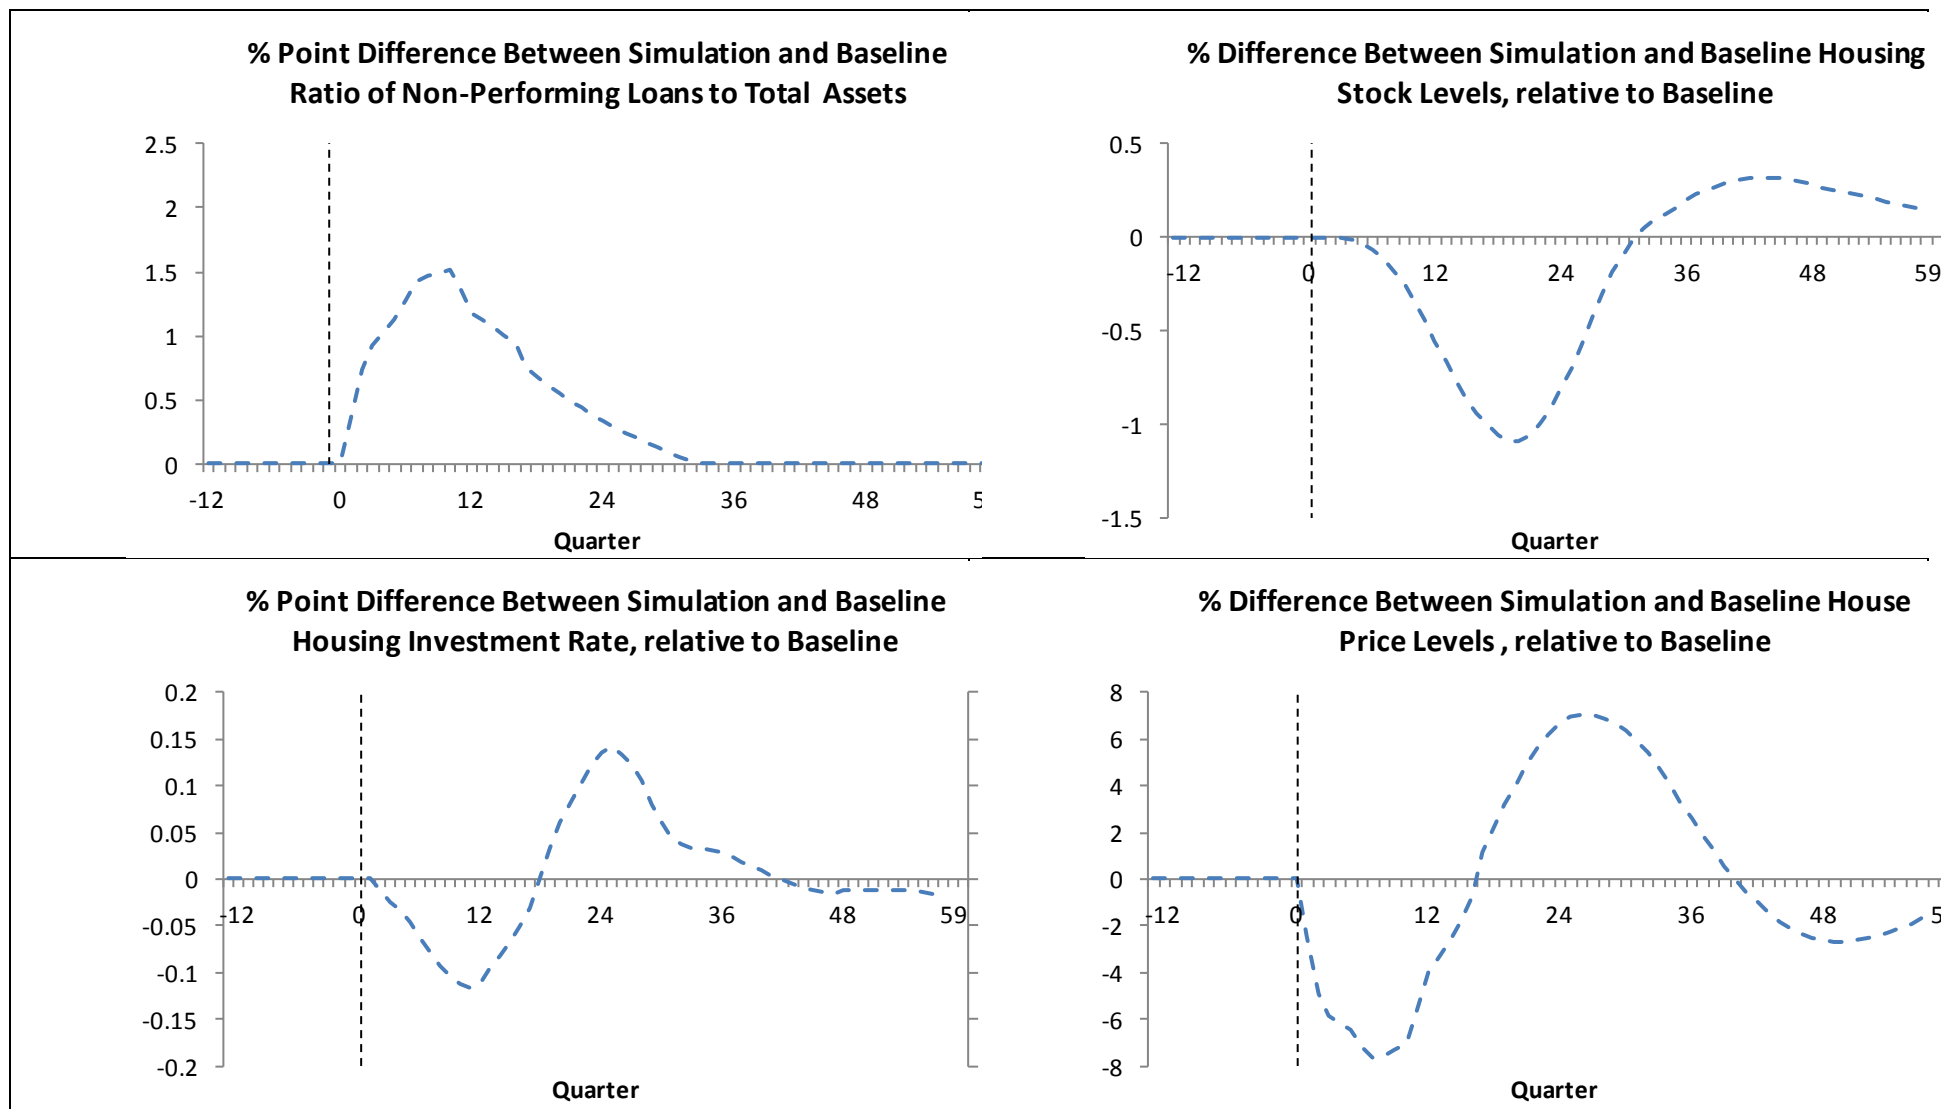 % Point Difference Between Simulation and Baseline
Ratio of Non-Performing Loans to Total Assets
2.5
2
1.5
1
0.5
0
-12 0 12 24 36 48 5
Quarter
% Difference Between Simulation and Baseline Housing
Stock Levels, relative to Baseline
0.5
0
-12 0 12 24 36 48 59
-0.5
-1
-1.5
Quarter
% Point Difference Between Simulation and Baseline
Housing Investment Rate, relative to Baseline
0.2
0.15
0.1
0.05
0
-12 0 12 24 36 48 59
-0.05
-0.1
-0.15
-0.2
Quarter
% Difference Between Simulation and Baseline House
Price Levels , relative to Baseline
8
6
4
2
0
-12 0 12 24 36 48 5
-2
-4
-6
-8
Quarter